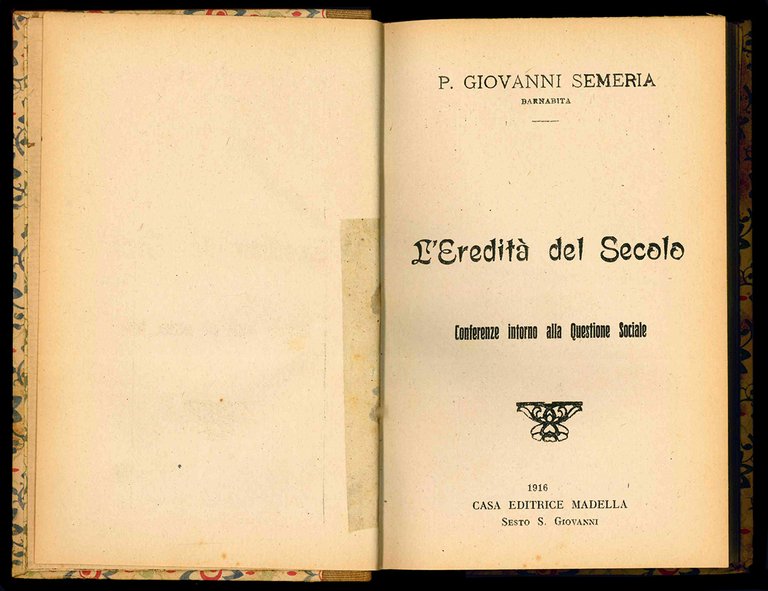 P. GIOVANNI SEMERIA
BARNABITA
L'Eredità del Secolo
Conferenze intorno alla Questione Sociale
1916
CASA EDITRICE MADELLA
SESTO S. GIOVANNI